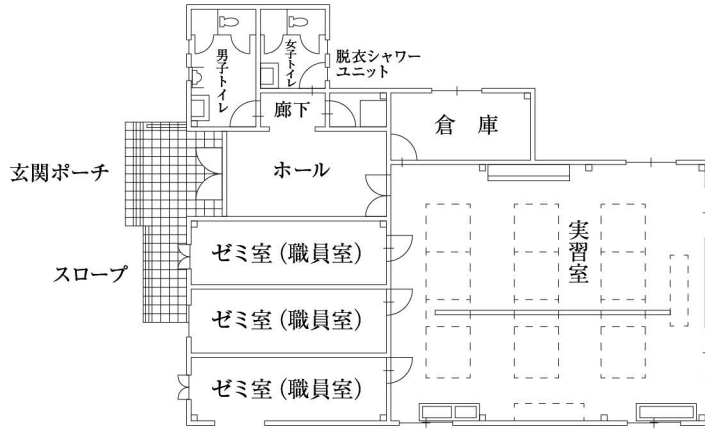 男子トイレ
女子トイレ
脱衣シャワー
ユニット
廊下
倉庫
玄関ポーチ
ホール
実習室
スロープ
ゼミ室(職員室)
ゼミ室(職員室)
ゼミ室(職員室)